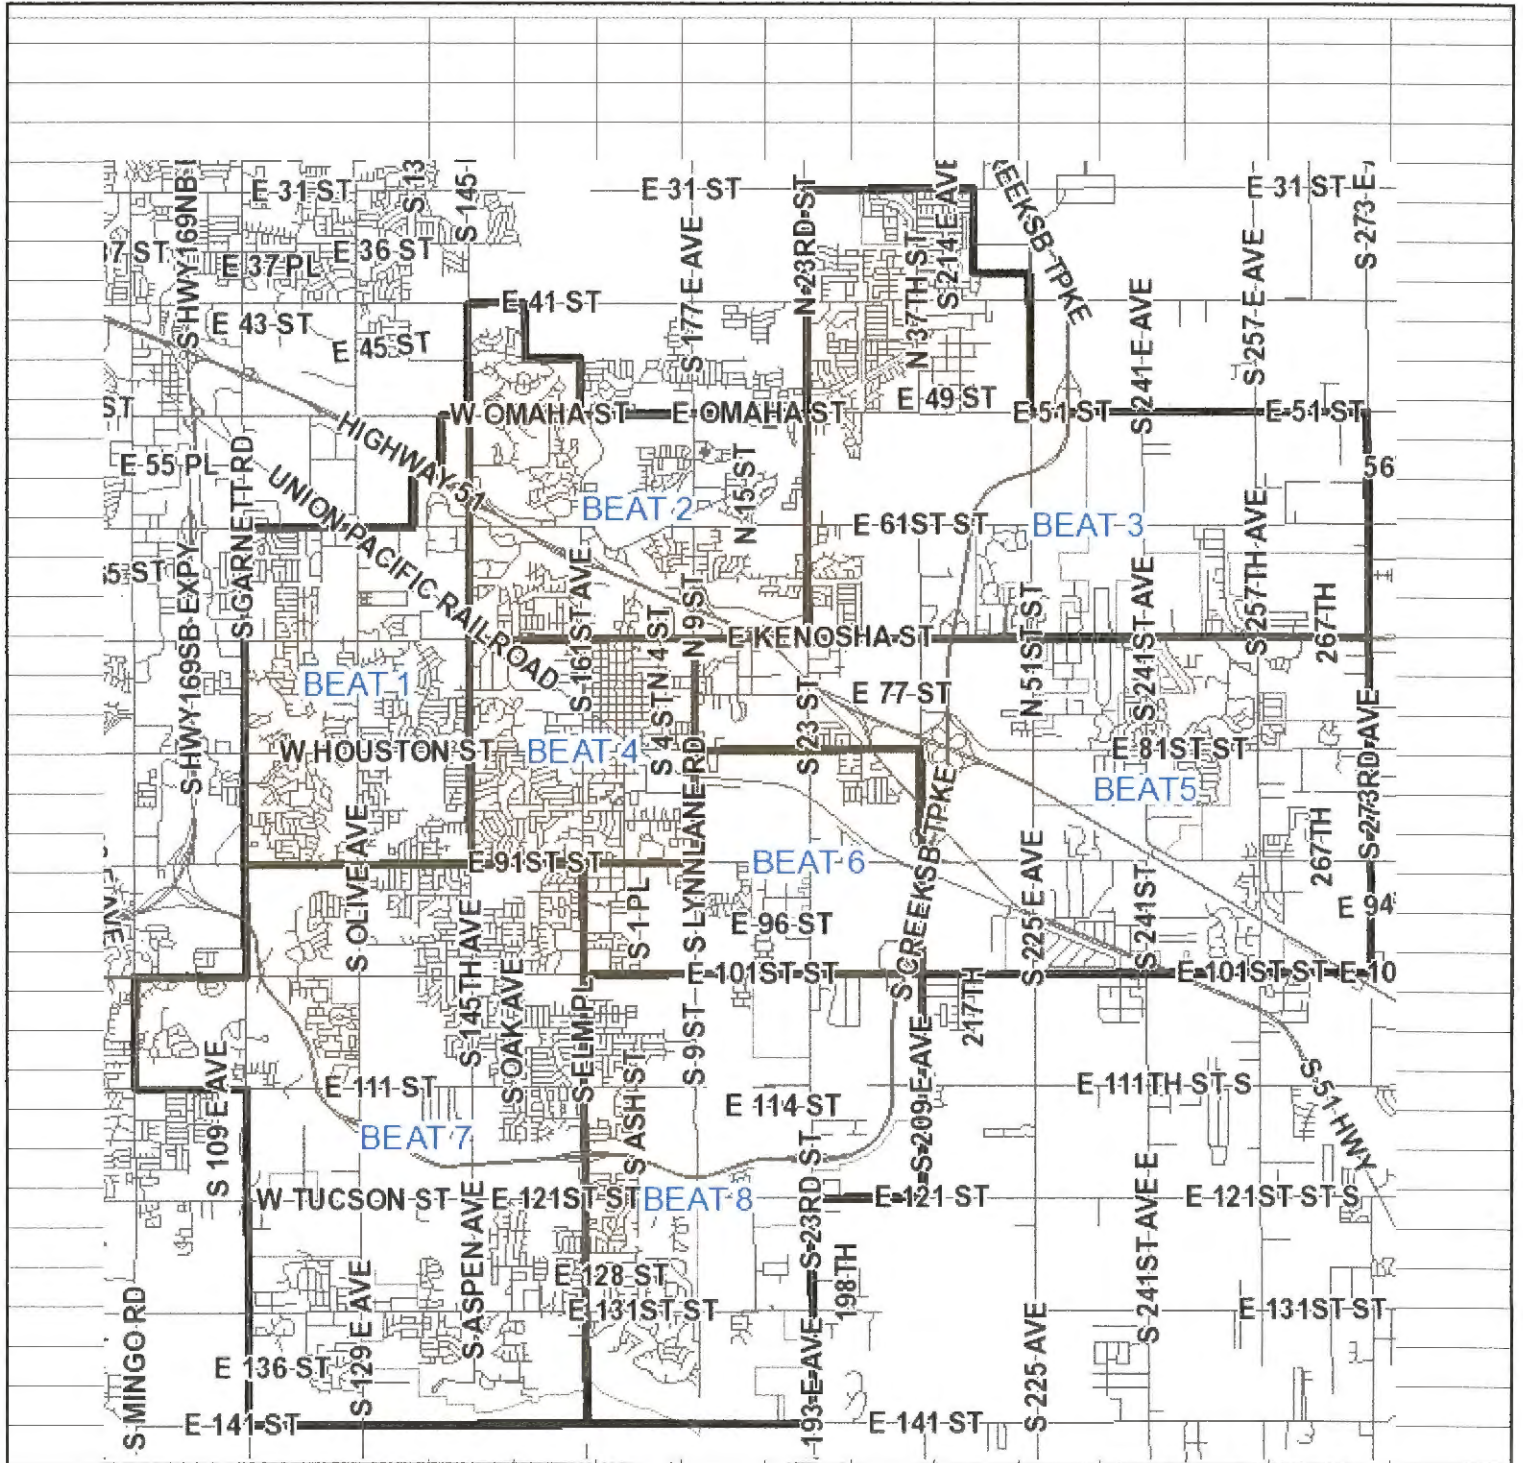 E 31 ST
E 31 ST
E 31 ST
S 13
S 145
S HWY 169NB
37 ST
E 37 PL
E 36 ST
S 177 E AVE
N 23RD ST
N 37TH ST
S 214 E AVE
EEKSB TPKE
S 257 E AVE
S 273 E
E 41 ST
E 43 ST
E 45 ST
S 241 E AVE
E 49 ST
ST
W OMAHA ST
E OMAHA ST
E 51 ST
E 51 ST
HIGHWAY 51
E 55 PL
S GARNETT RD
UNION PACIFIC RAILROAD
56
BEAT 2
N 15 ST
E 61ST ST
BEAT 3
S 257TH AVE
S HWY 169SB EXPY
65 ST
S 161ST AVE
N 4 ST
N 9 ST
N 51ST ST
S 241ST AVE
267TH
E KENOSHA ST
BEAT 1
E 77 ST
W HOUSTON ST
BEAT 4
S 4 ST
S LYNN LANE RD
S 23 ST
E 81ST ST
BEAT5
S 273RD AVE
S OLIVE AVE
E 91ST ST
BEAT 6
S CREEKSB TPKE
S 225 E AVE
S 241ST
267TH
E 94
S 145TH AVE
S OAK AVE
S 1 PL
E 96 ST
E 101ST ST
217TH
E 101ST ST
E 10
S 109 E AVE
E 111 ST
S ELM PL
S ASH ST
S 9 ST
E 114 ST
S 209 E AVE
E 111TH ST S
S 51 HWY
BEAT 7
W TUCSON ST
E 121ST ST
BEAT 8
S 23RD ST
E 121 ST
E 121ST ST S
S MINGO RD
S 129 E AVE
S ASPEN AVE
E 128 ST
E 131ST ST
198TH
S 241ST AVE E
E 131ST ST
E 136 ST
193 E AVE
S 225 AVE
E 141 ST
E 141 ST